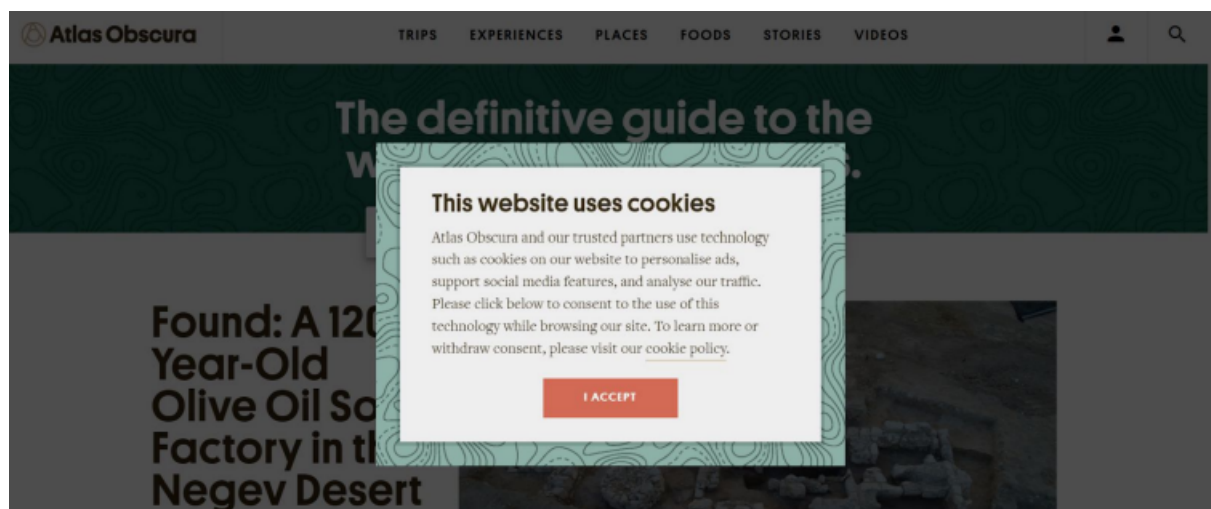 Atlas Obscura
TRIPS EXPERIENCES PLACES FOODS STORIES VIDEOS
The definitive guide to the
This website uses cookies
Atlas Obscura and our trusted partners use technology
such as cookies on our website to personalise ads,
support social media features, and analyse our traffic.
Please click below to consent to the use of this
technology while browsing our site. To learn more or
withdraw consent, please visit our cookie policy.
I ACCEPT
Found: A
Year-Old
Olive Oil
Factory in
Negev Desert